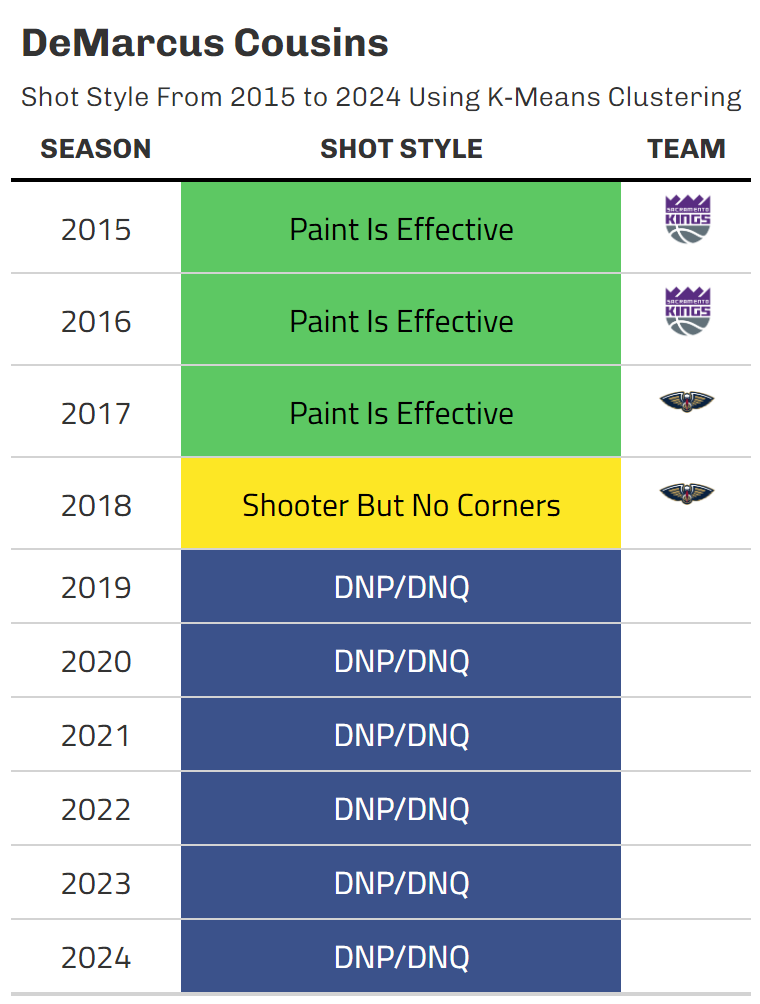 DeMarcus Cousins
Shot Style From 2015 to 2024 Using K-Means Clustering
SEASON SHOT STYLE TEAM
2015 Paint Is Effective SACRAMENTO KINGS
2016 Paint Is Effective SACRAMENTO KINGS
2017 Paint Is Effective
2018 Shooter But No Corners
2019 DNP/DNQ
2020 DNP/DNQ
2021 DNP/DNQ
2022 DNP/DNQ
2023 DNP/DNQ
2024 DNP/DNQ